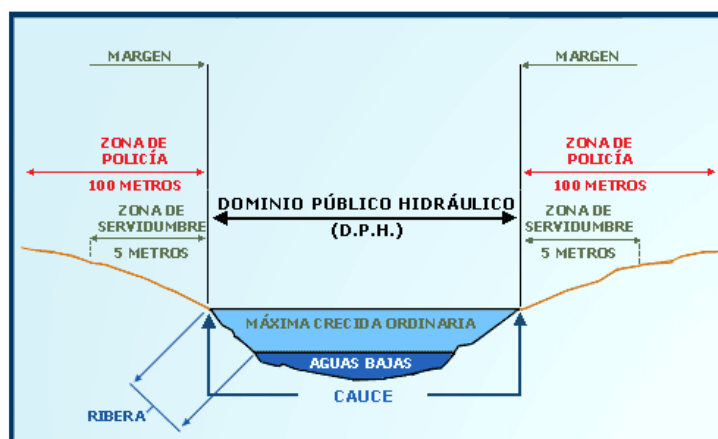 MARGEN
MARGEN
ZONA DE
POLICÍA
100 METROS
ZONA DE
POLICÍA
100 METROS
DOMINIO PÚBLICO HIDRÁULICO
(D.P.H.)
ZONA DE
SERVIDUMBRE
5 METROS
ZONA DE
SERVIDUMBRE
5 METROS
MÁXIMA CRECIDA ORDINARIA
AGUAS BAJAS
CAUCE
RIBERA